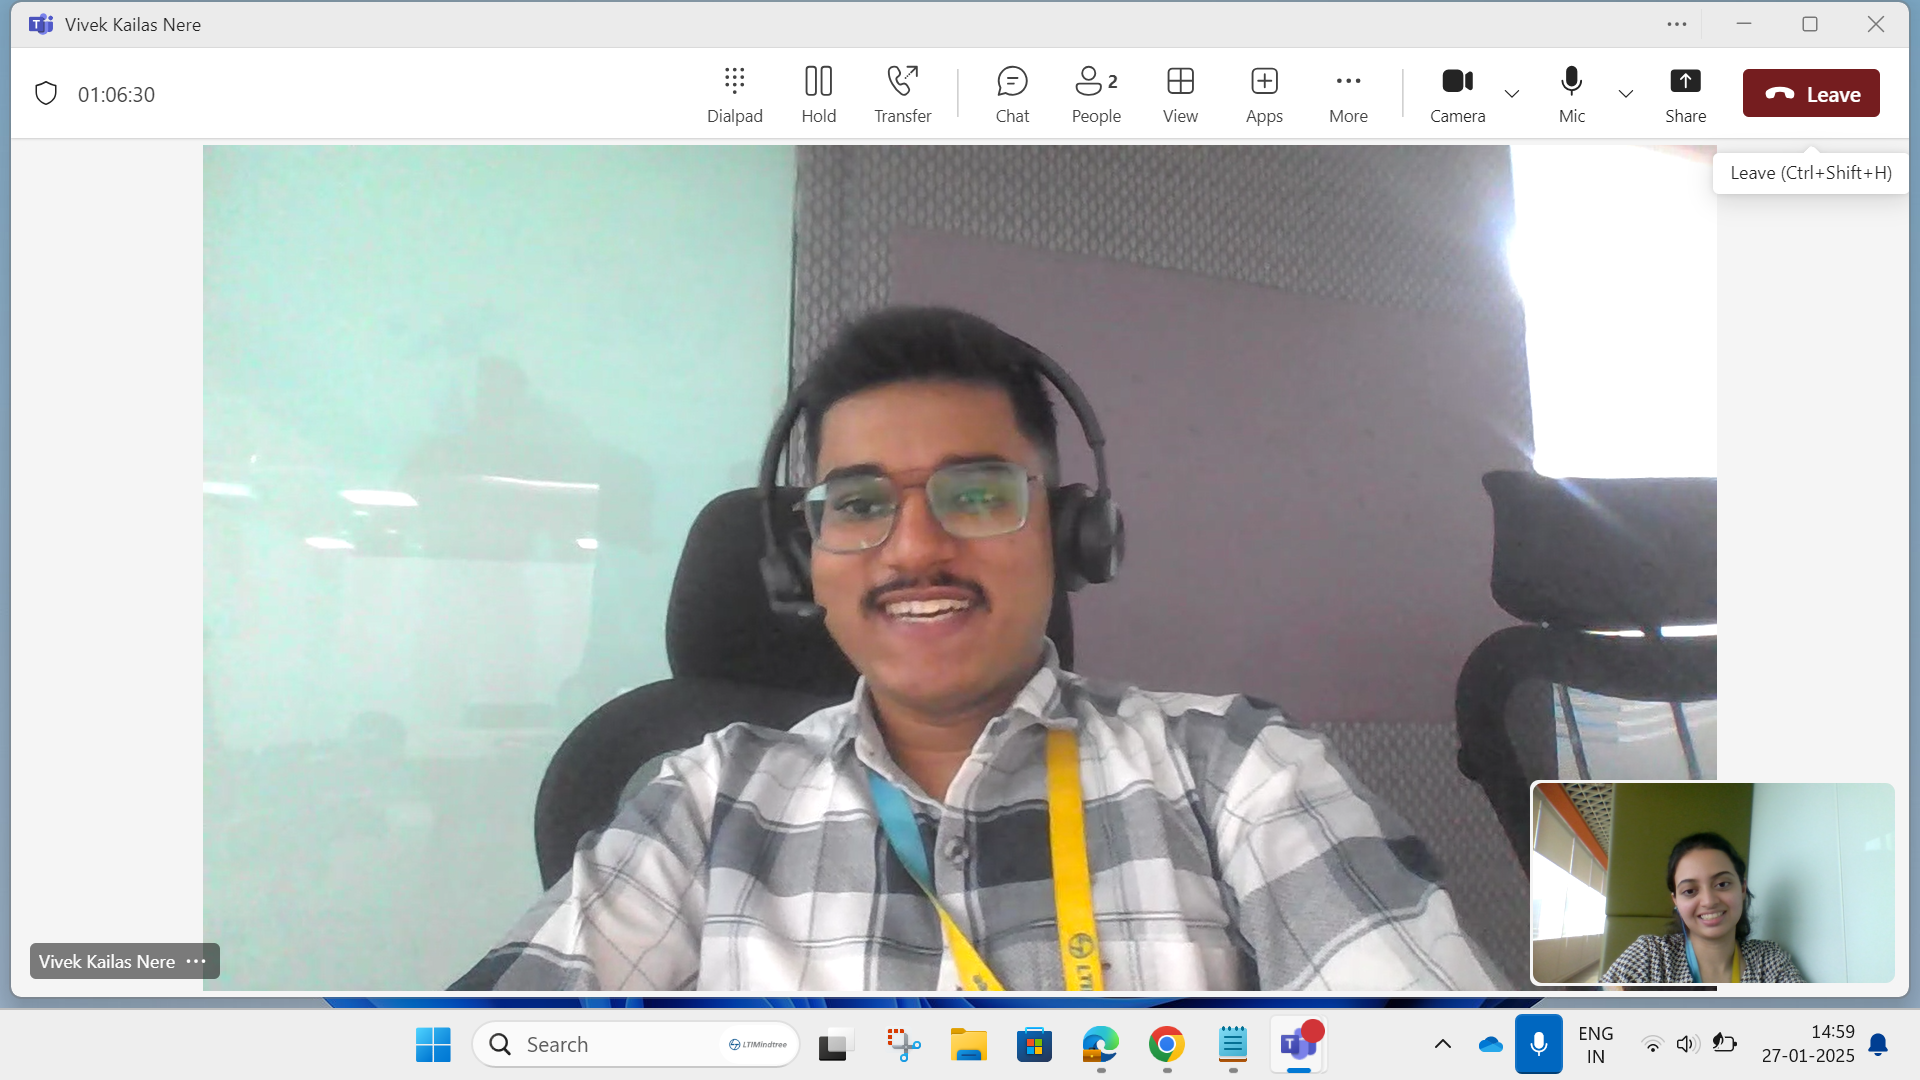 Vivek Kailas Nere
01:06:30
Dialpad
Hold
Transfer
Chat
2
People
View
Apps
More
Camera
Mic
Share
Leave
Leave (Ctrl+Shift+H)
Vivek Kailas Nere
Search
LTIMindtree
ENG
IN
14:59
27-01-2025